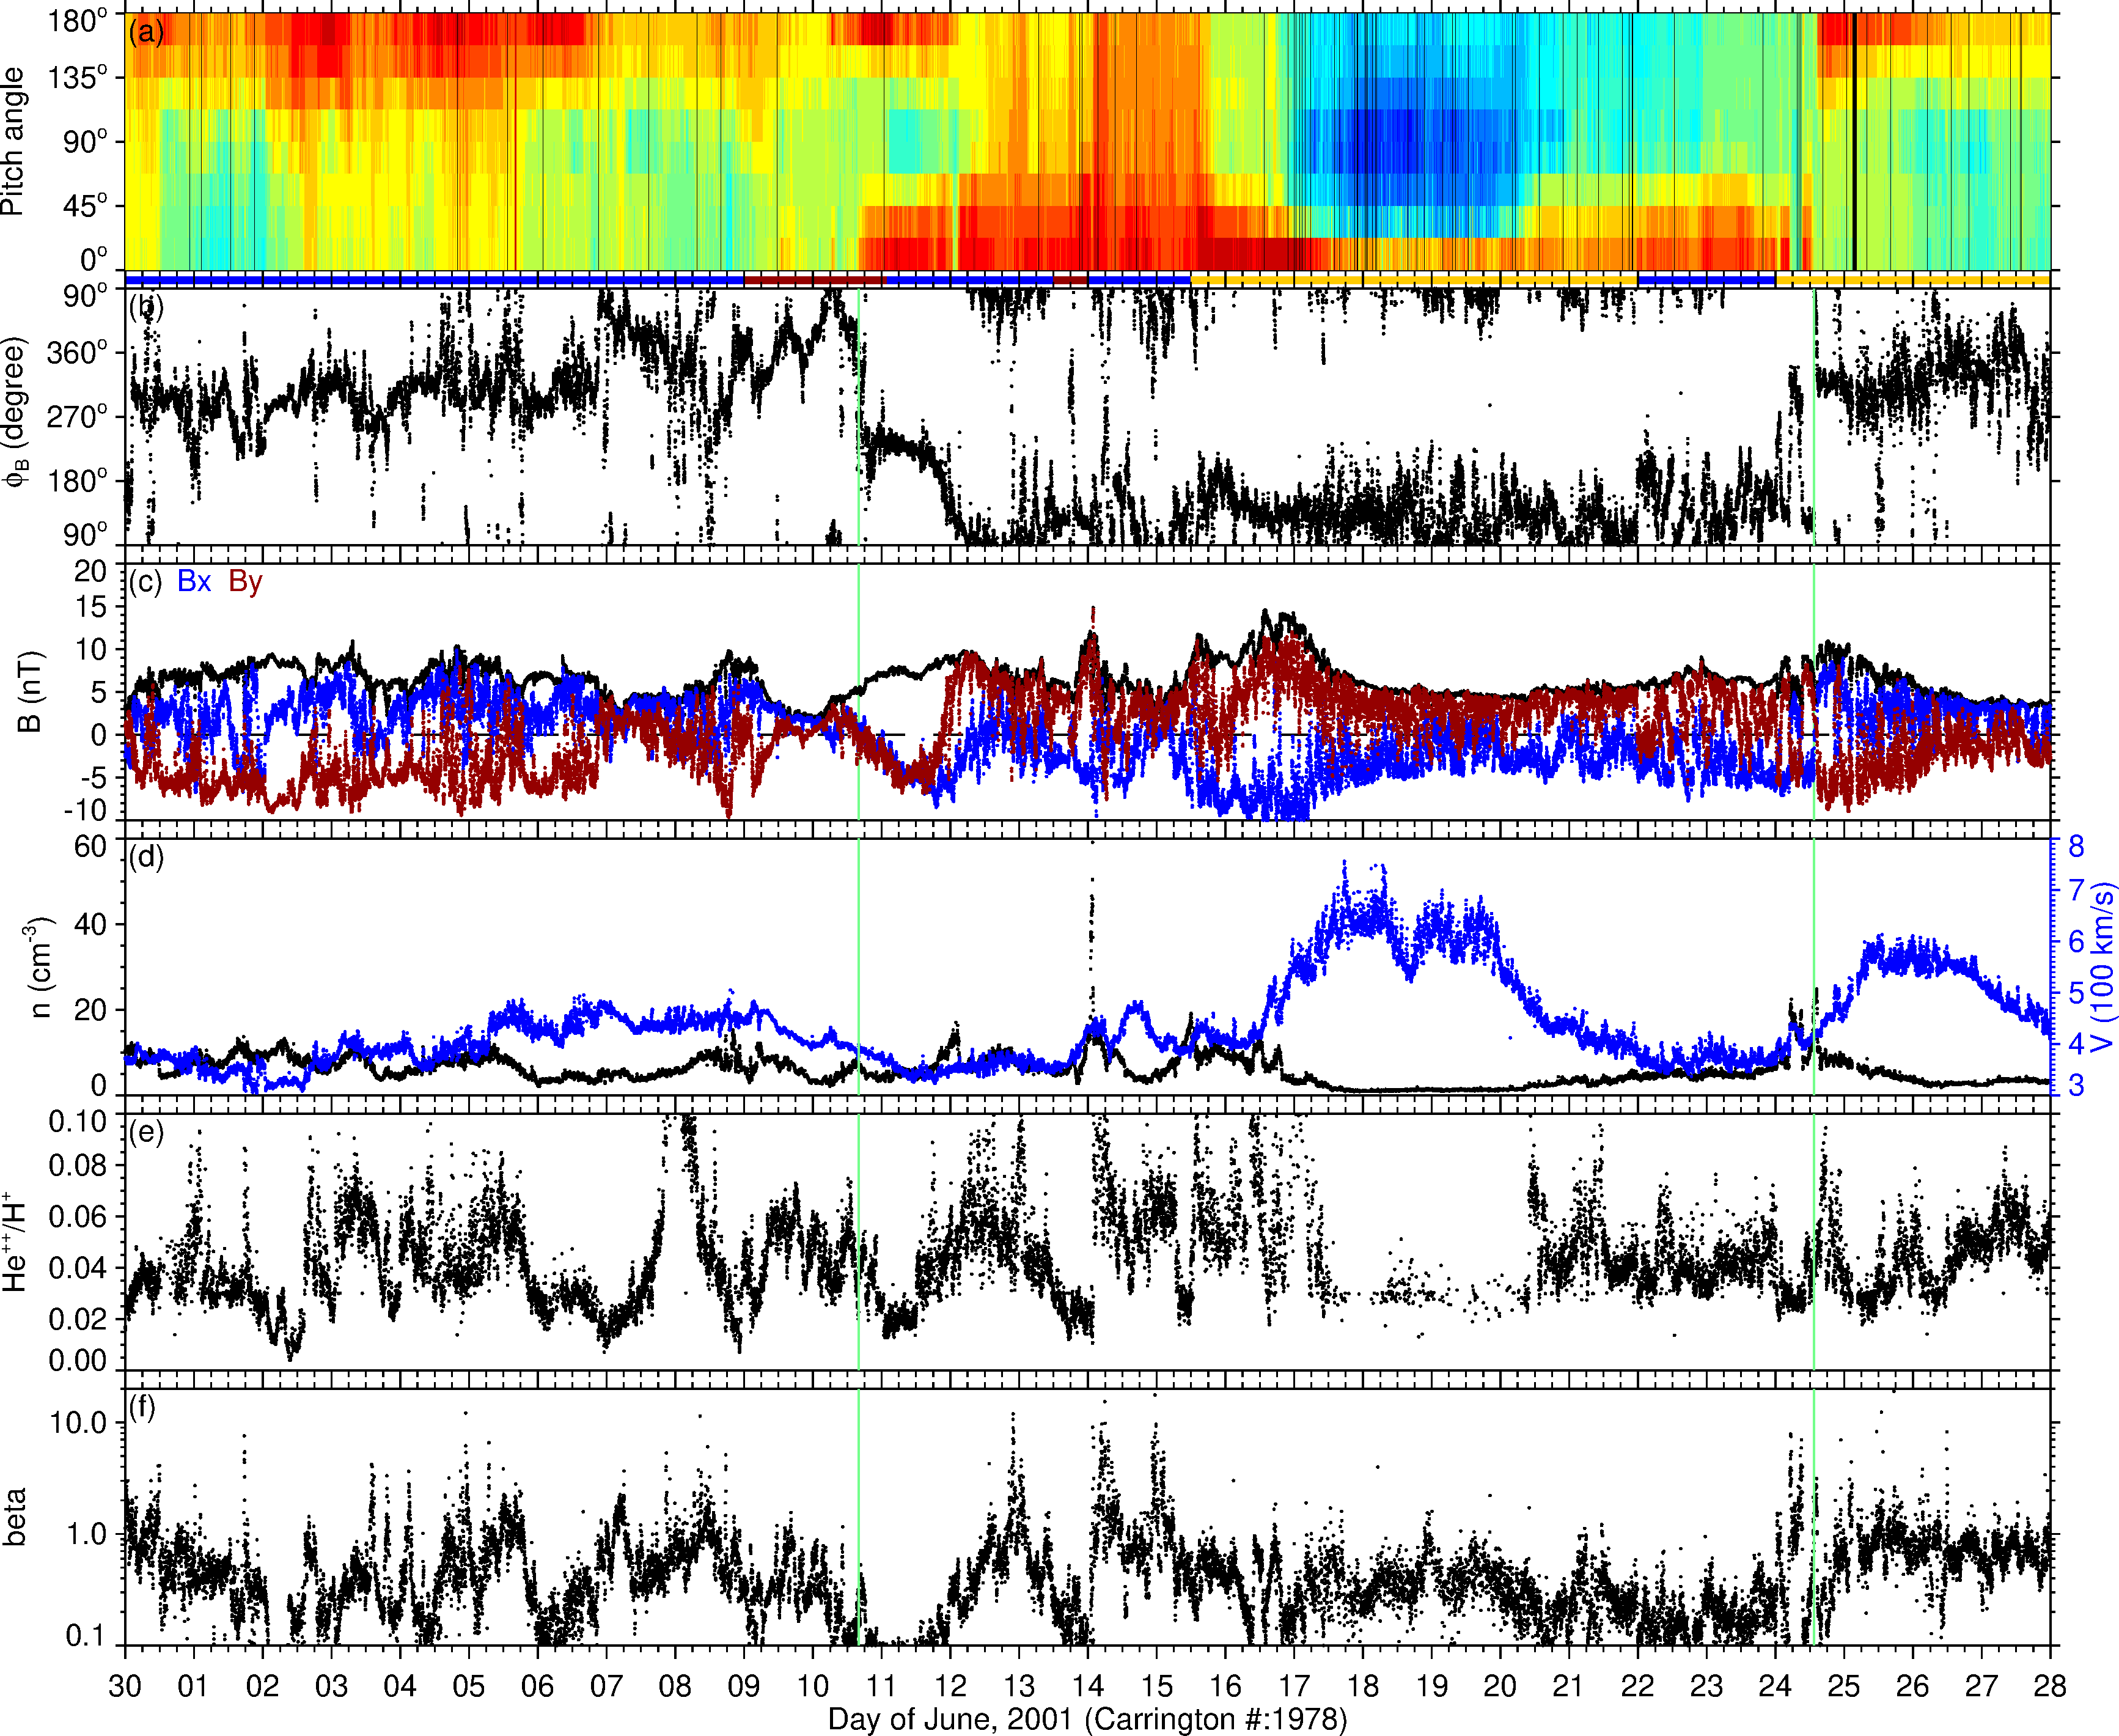 (a)
180°
135°
90°
45°
0°
Pitch angle
(b)
90°
360°
270°
180°
90°
ϕB (degree)
(c) Bx By
20
15
10
5
0
-5
-10
B (nT)
(d)
60
40
20
0
n (cm-3)
8
7
6
5
4
3
V (100 km/s)
(e)
0.10
0.08
0.06
0.04
0.02
0.00
He++/H+
(f)
10.0
1.0
0.1
beta
30 01 02 03 04 05 06 07 08 09 10 11 12 13 14 15 16 17 18 19 20 21 22 23 24 25 26 27 28
Day of June, 2001 (Carrington #:1978)